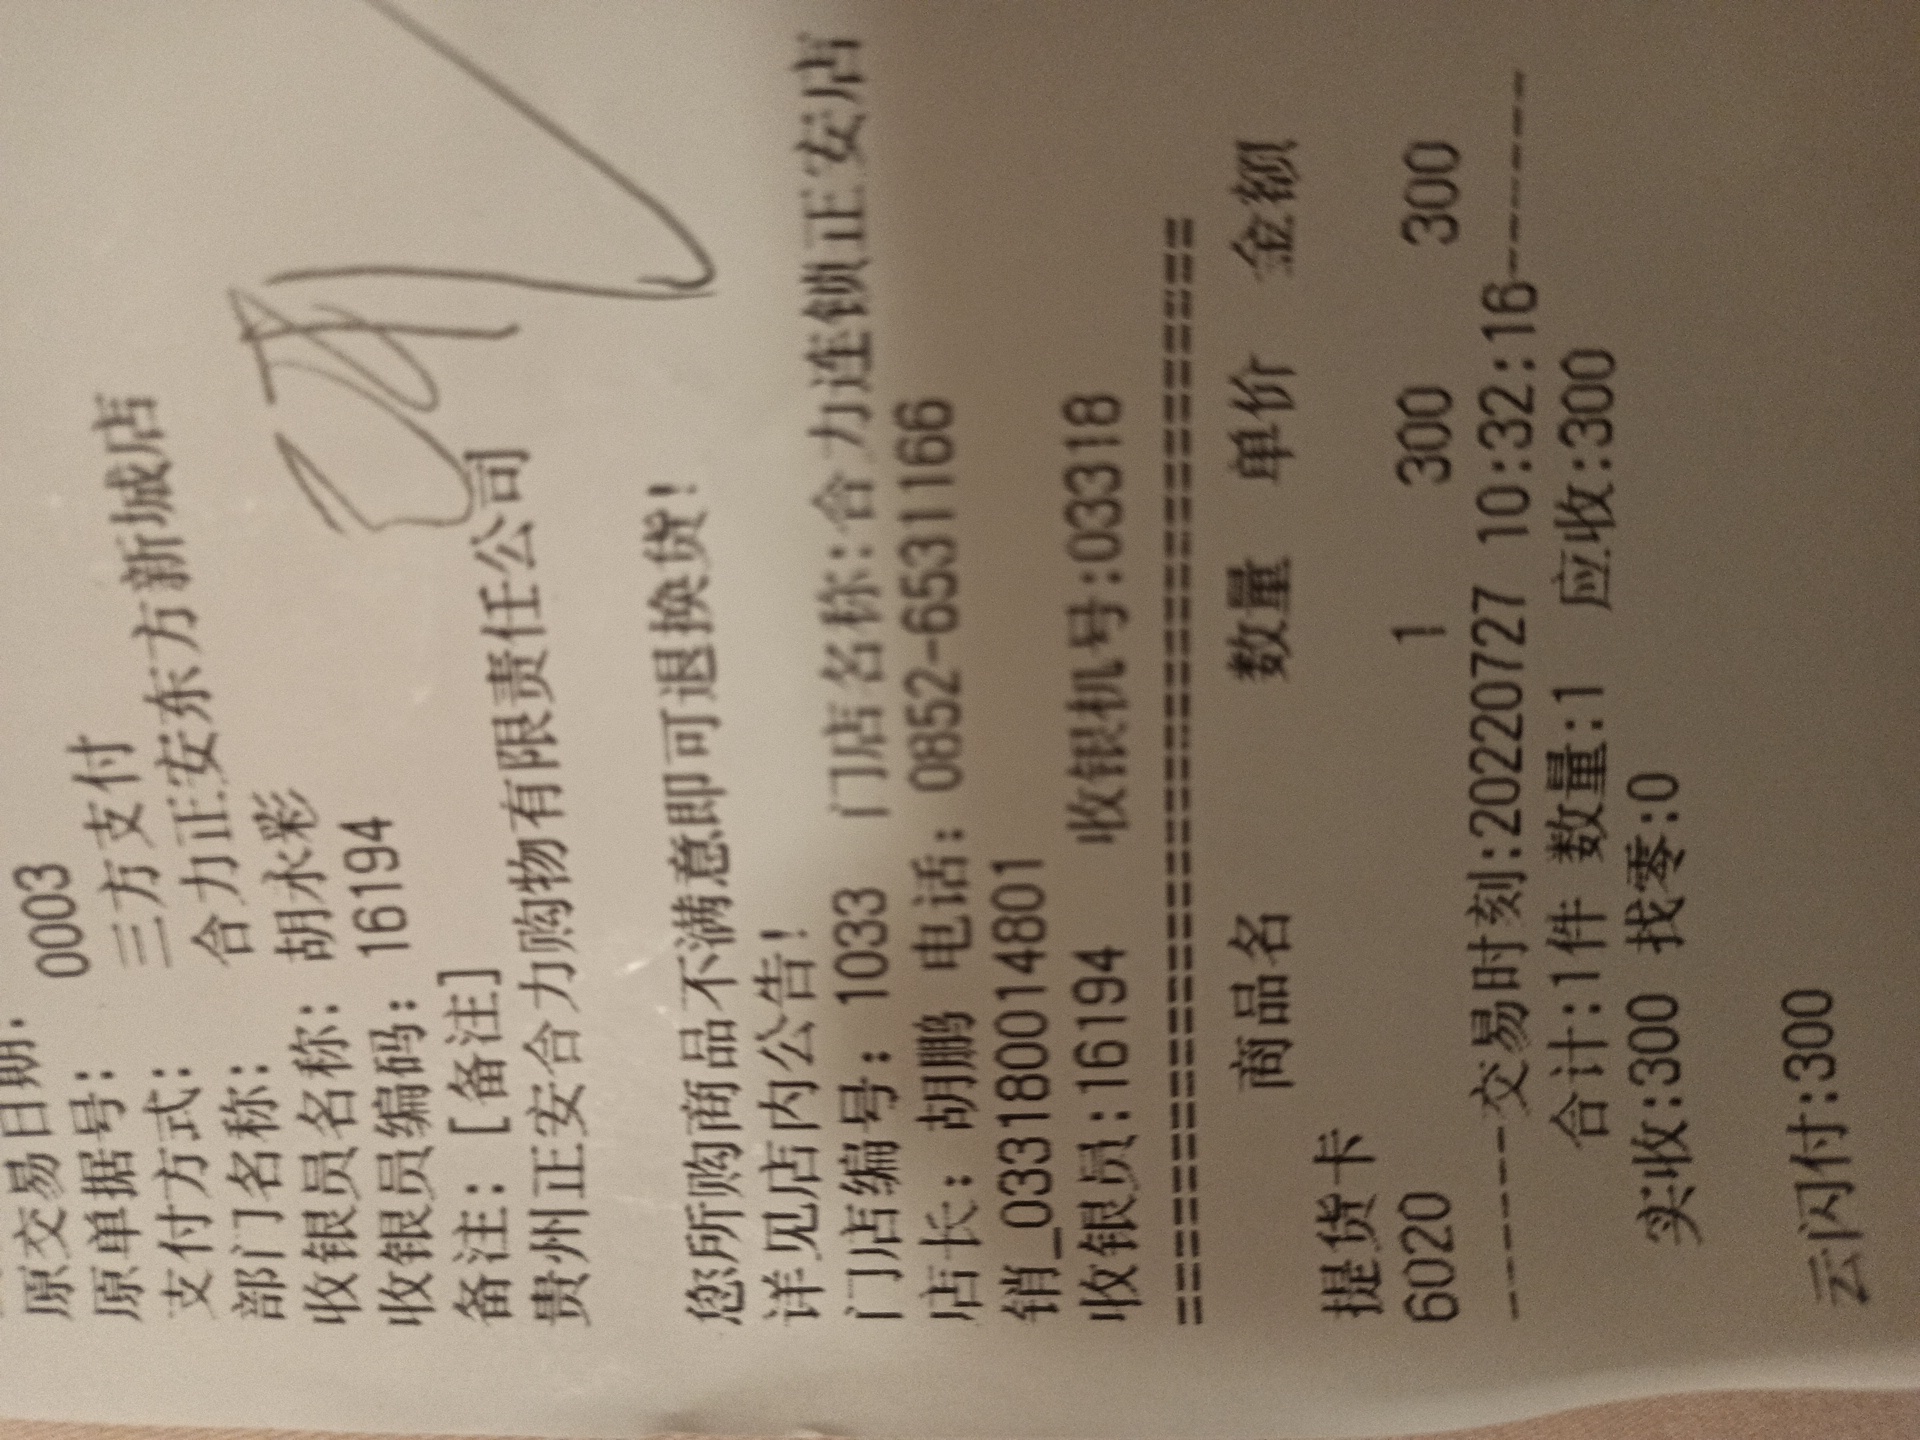 原交易日期:
原单据号: 0003
支付方式: 三方支付
部门名称: 合力正安东方新城店
收银员名称: 胡永彩
收银员编码: 16194
备注: [备注]
贵州正安合力购物有限责任公司
您所购商品不满意即可退换货!
详见店内公告!
门店编号: 1033 门店名称:合力连锁正安店
店长: 胡鹏 电话: 0852-6531166
销_0331800014801
收银员:16194 收银机号:03318
==============================
商品名 数量 单价 金额
提货卡
6020 1 300 300
-------交易时刻:20220727 10:32:16-------
合计:1件 数量:1 应收:300
实收:300 找零:0
云闪付:300